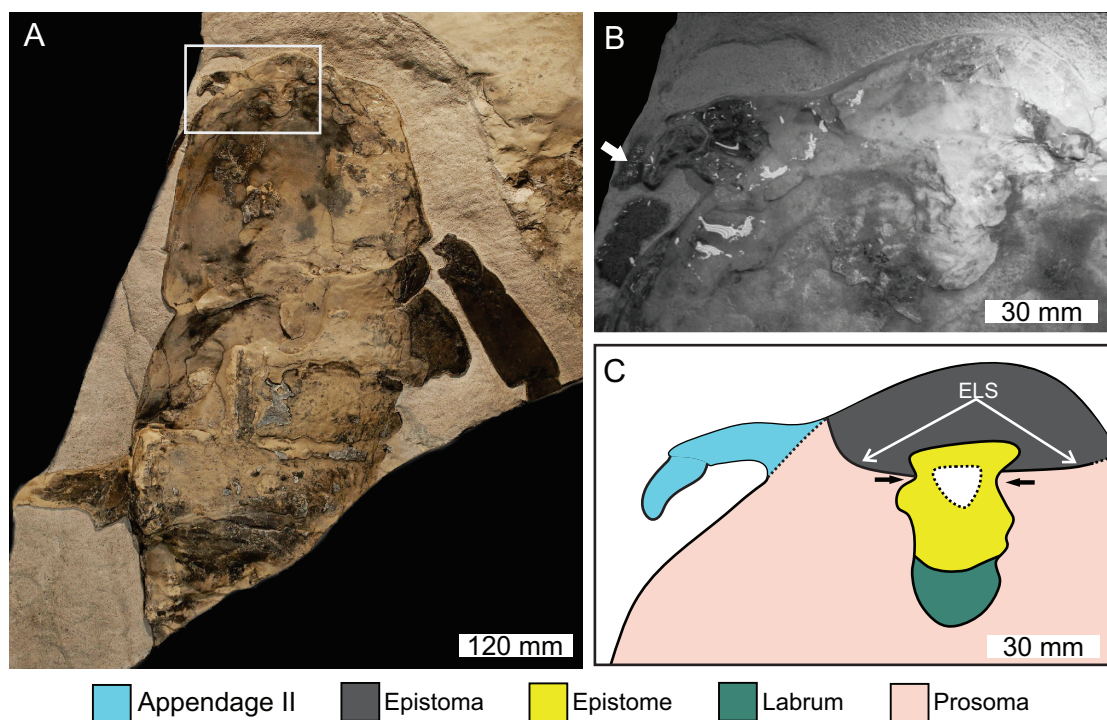 A
120 mm
B
30 mm
C
ELS
30 mm
Appendage II
Epistoma
Epistome
Labrum
Prosoma